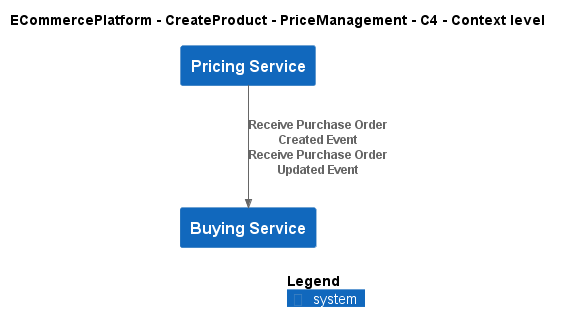 ECommercePlatform - CreateProduct - PriceManagement - C4 - Context level
Pricing Service
Receive Purchase Order
Created Event
Receive Purchase Order
Updated Event
Buying Service
Legend
system